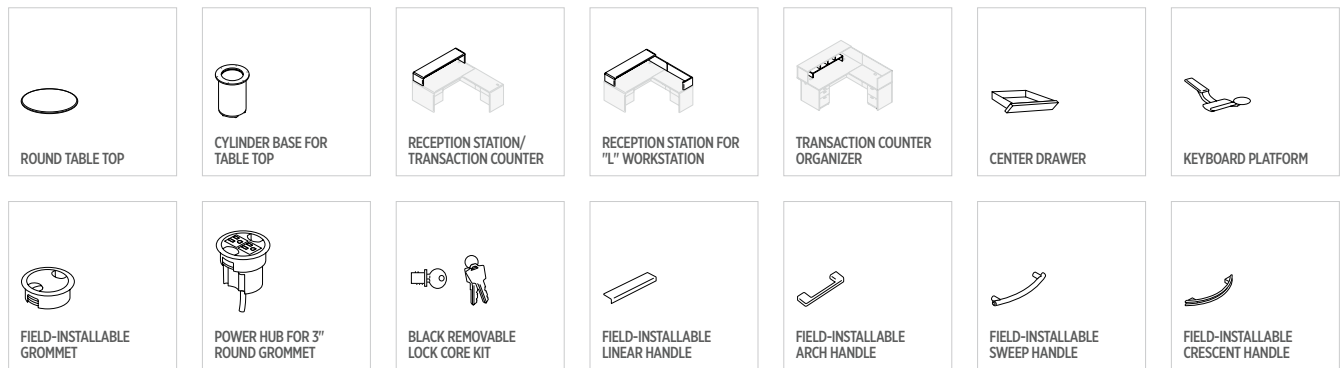 ROUND TABLE TOP
CYLINDER BASE FOR
TABLE TOP
RECEPTION STATION/
TRANSACTION COUNTER
RECEPTION STATION FOR
"L" WORKSTATION
TRANSACTION COUNTER
ORGANIZER
CENTER DRAWER
KEYBOARD PLATFORM
FIELD-INSTALLABLE
GROMMET
POWER HUB FOR 3"
ROUND GROMMET
BLACK REMOVABLE
LOCK CORE KIT
FIELD-INSTALLABLE
LINEAR HANDLE
FIELD-INSTALLABLE
ARCH HANDLE
FIELD-INSTALLABLE
SWEEP HANDLE
FIELD-INSTALLABLE
CRESCENT HANDLE